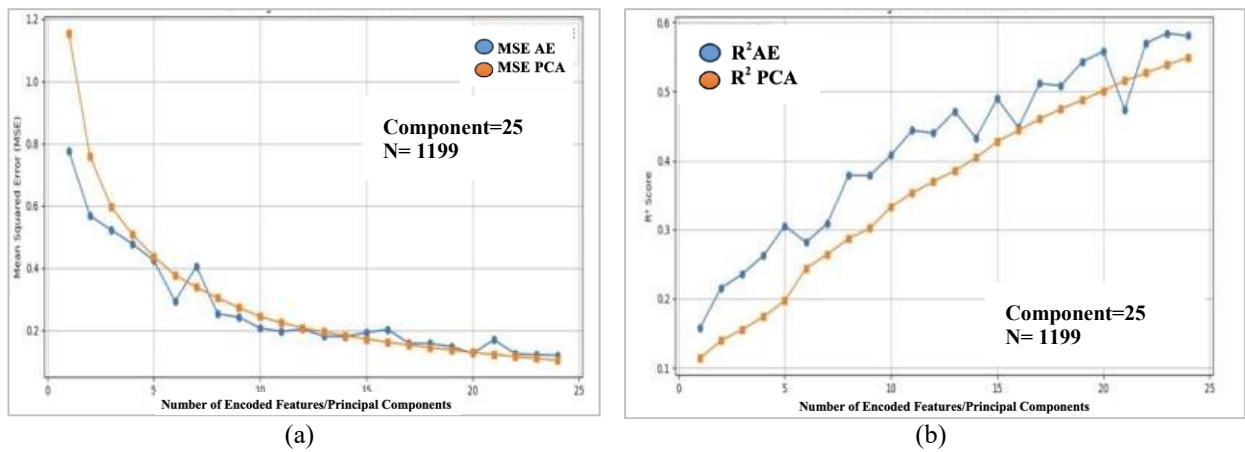 1.2
1.0
0.8
0.6
0.4
0.2
Mean Squared Error (MSE)
MSE AE
MSE PCA
Component=25
N= 1199
0
5
10
15
20
25
Number of Encoded Features/Principal Components
(a)
0.6
0.5
0.4
0.3
0.2
0.1
R² Score
R² AE
R² PCA
Component=25
N= 1199
0
5
10
15
20
25
Number of Encoded Features/Principal Components
(b)